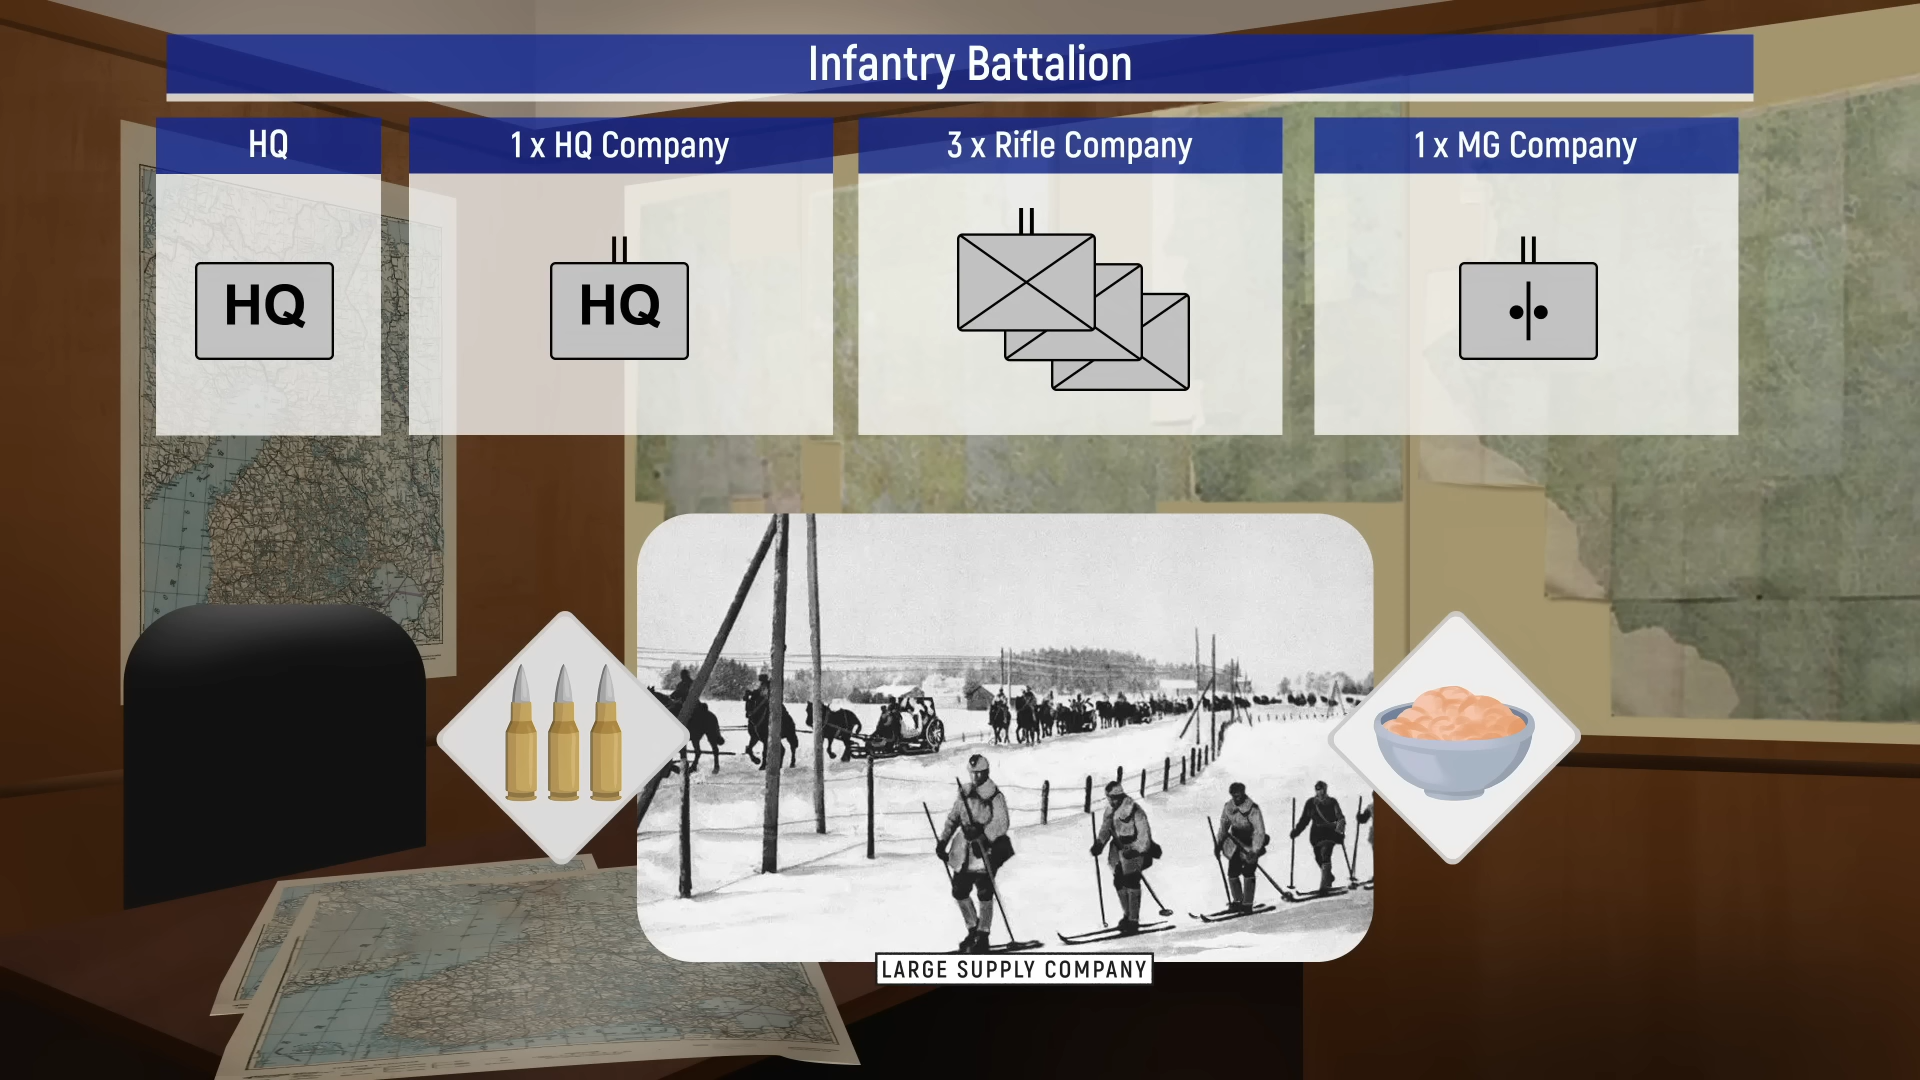 Infantry Battalion
HQ
1 x HQ Company
3 x Rifle Company
1 x MG Company
HQ
HQ
LARGE SUPPLY COMPANY